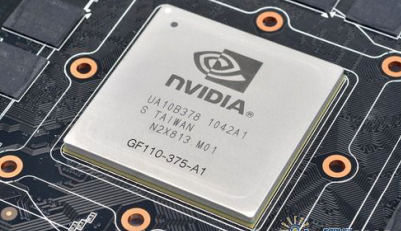 NVIDIA®
UA10B378 1042A1
S TAIWAN
N2X813 M01
GF110-375-A1